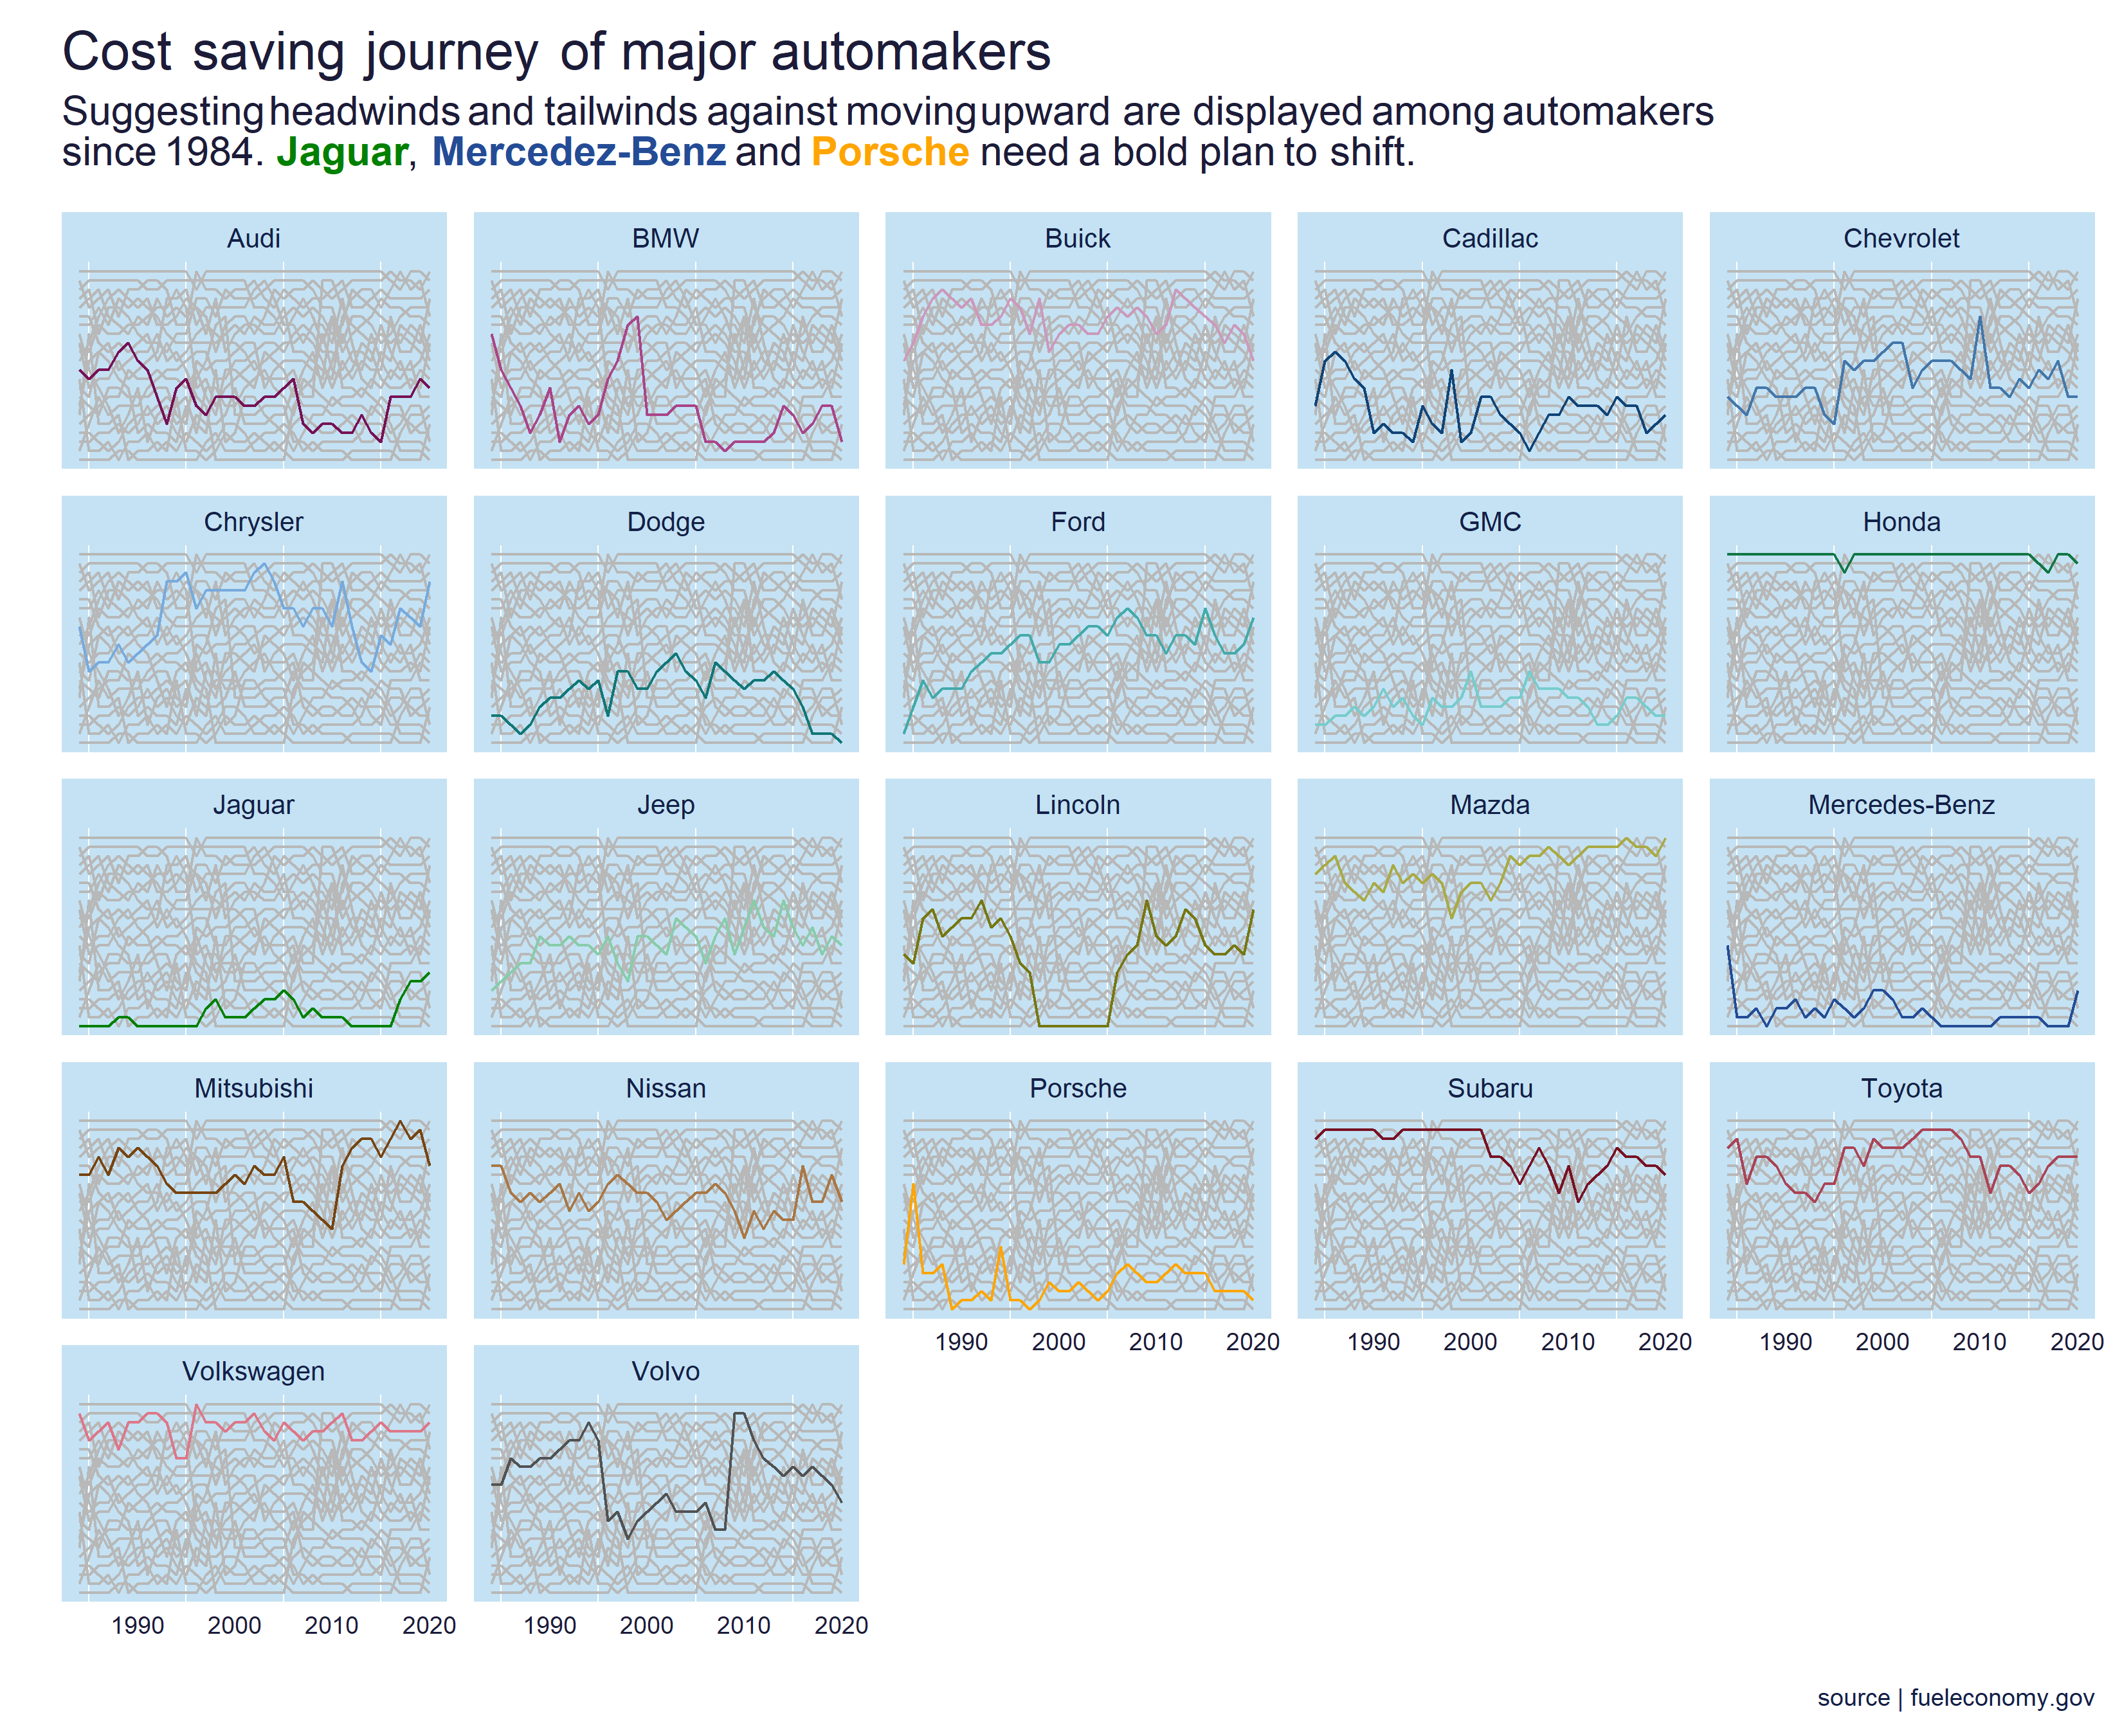 Cost saving journey of major automakers
Suggesting headwinds and tailwinds against moving upward are displayed among automakers
since 1984. Jaguar, Mercedez-Benz and Porsche need a bold plan to shift.
Audi BMW Buick Cadillac Chevrolet
Chrysler Dodge Ford GMC Honda
Jaguar Jeep Lincoln Mazda Mercedes-Benz
Mitsubishi Nissan Porsche Subaru Toyota
1990 2000 2010 2020 1990 2000 2010 2020 1990 2000 2010 2020
Volkswagen Volvo
1990 2000 2010 2020 1990 2000 2010 2020
source | fueleconomy.gov